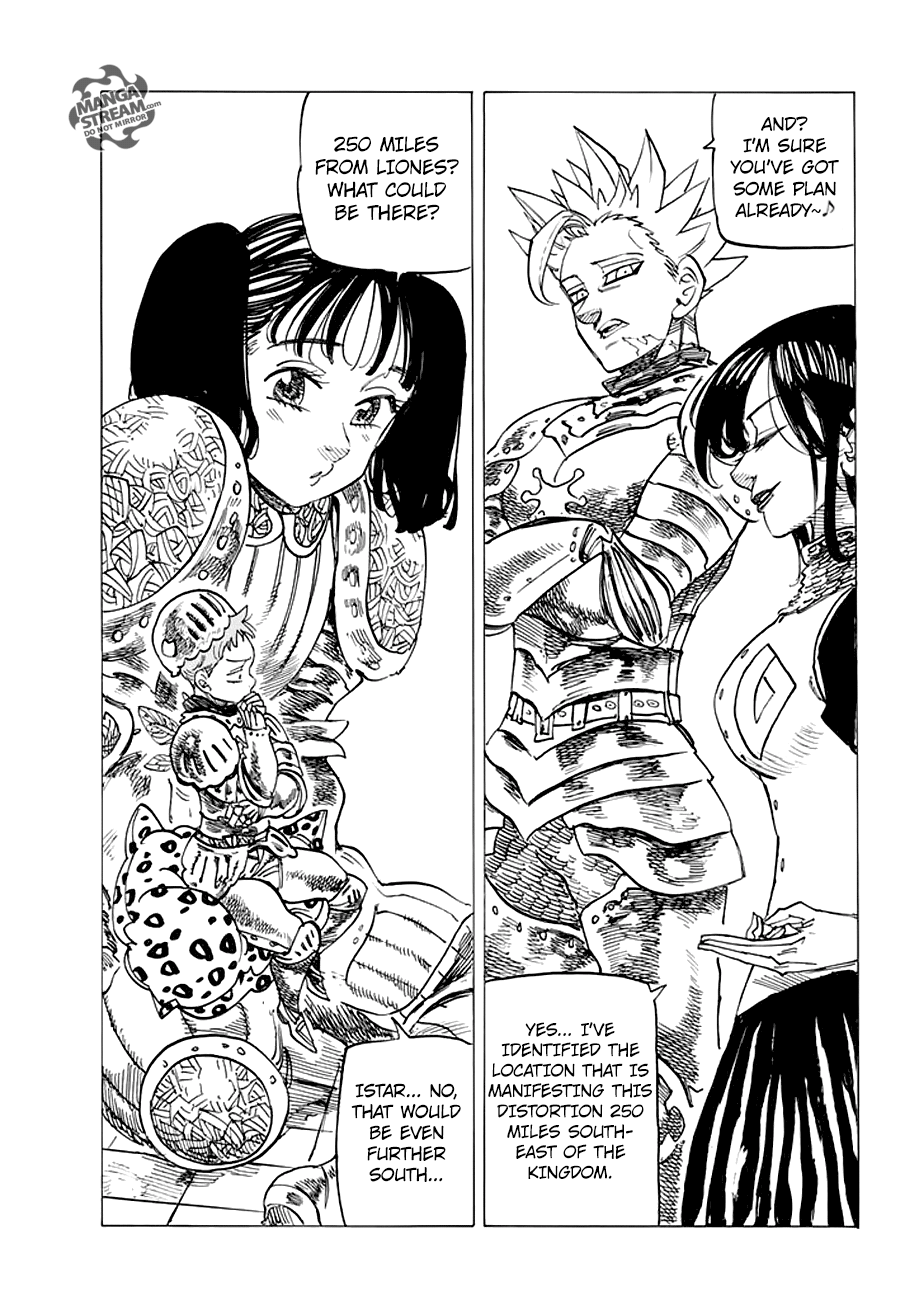 MANGA
STREAM.com
DO NOT MIRROR
AND?
I'M SURE
YOU'VE GOT
SOME PLAN
ALREADY~♪
YES... I'VE
IDENTIFIED THE
LOCATION THAT IS
MANIFESTING THIS
DISTORTION 250
MILES SOUTH-
EAST OF THE
KINGDOM.
250 MILES
FROM LIONES?
WHAT COULD
BE THERE?
ISTAR... NO,
THAT WOULD
BE EVEN
FURTHER
SOUTH...